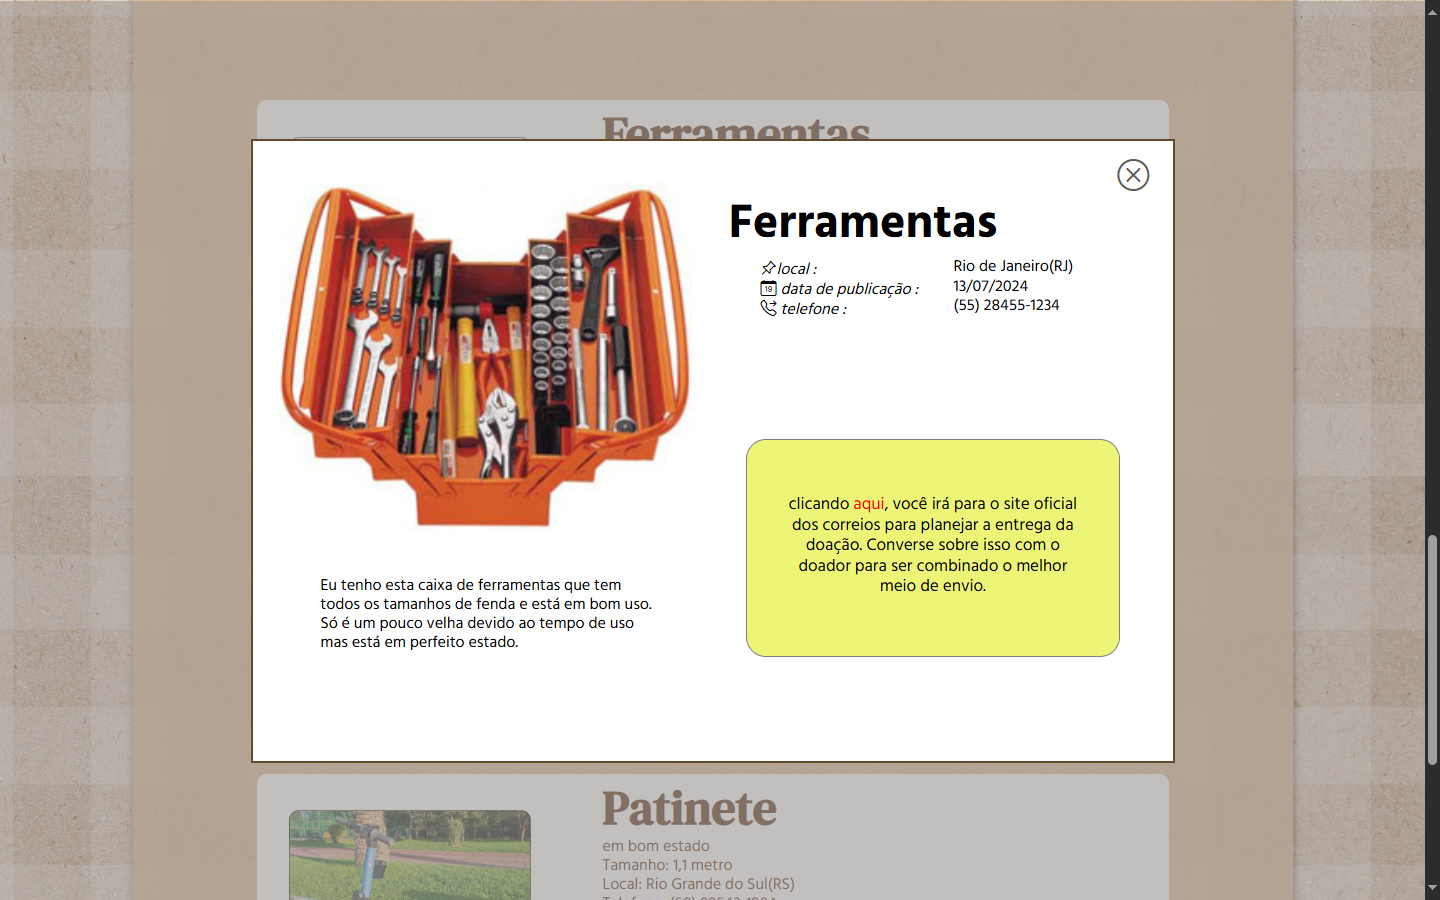 Ferramentas
Ferramentas
local :
Rio de Janeiro(RJ)
19 data de publicação :
13/07/2024
telefone :
(55) 28455-1234
clicando aqui, você irá para o site oficial
dos correios para planejar a entrega da
doação. Converse sobre isso com o
doador para ser combinado o melhor
meio de envio.
Eu tenho esta caixa de ferramentas que tem
todos os tamanhos de fenda e está em bom uso.
Só é um pouco velha devido ao tempo de uso
mas está em perfeito estado.
Patinete
em bom estado
Tamanho: 1,1 metro
Local: Rio Grande do Sul(RS)